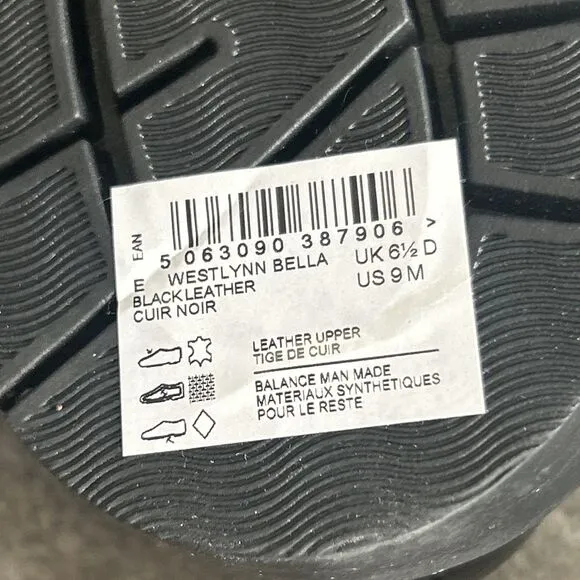 EAN
5 063090 387906 >
E WESTLYNN BELLA UK 6½ D
BLACK LEATHER US 9 M
CUIR NOIR
LEATHER UPPER
TIGE DE CUIR
BALANCE MAN MADE
MATERIAUX SYNTHETIQUES
POUR LE RESTE